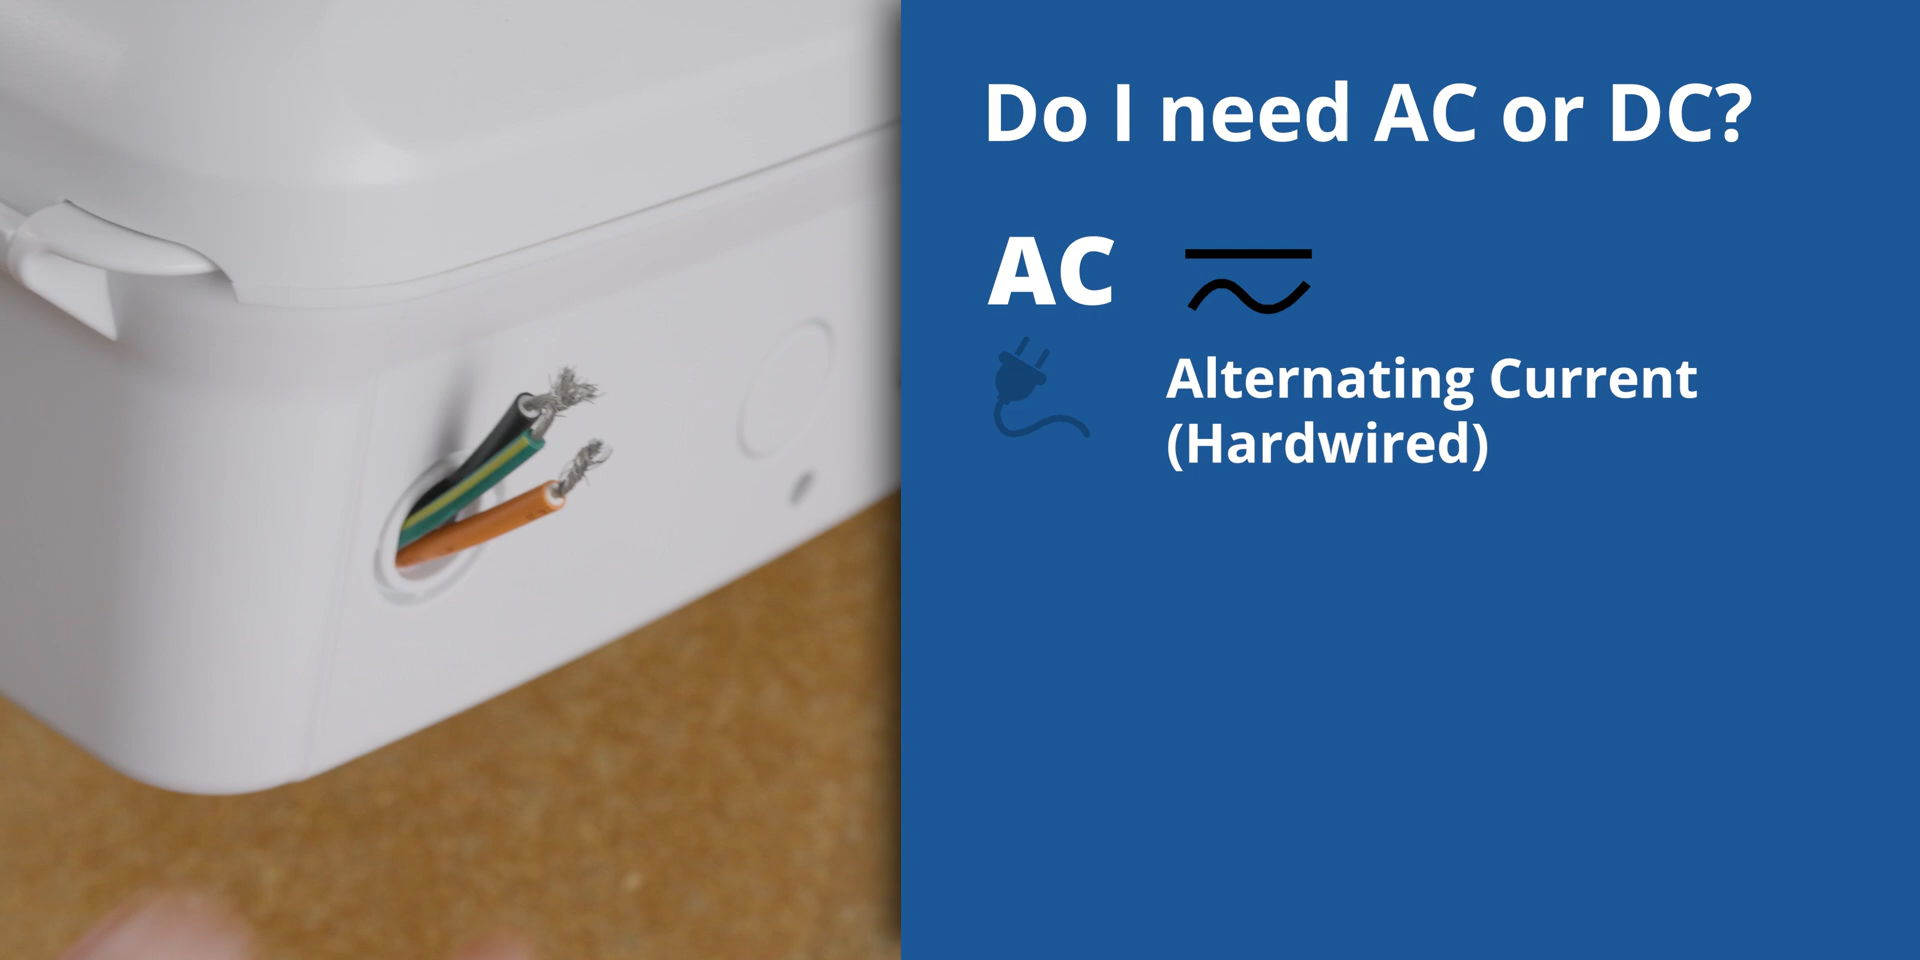 Do I need AC or DC?
AC
Alternating Current
(Hardwired)